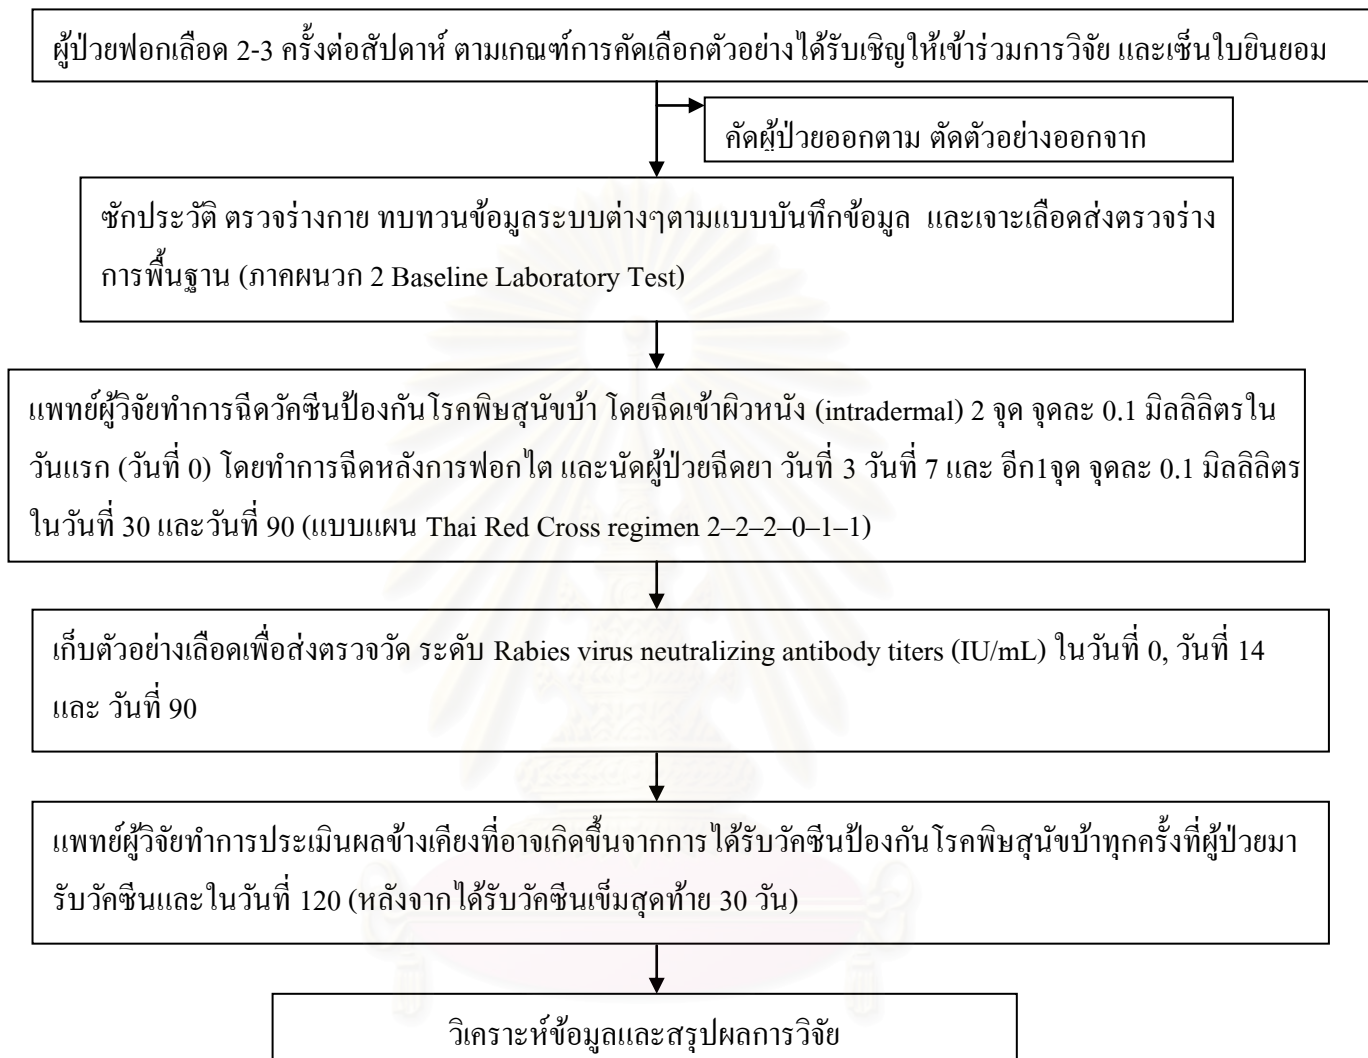 ผู้ป่วยฟอกเลือด 2-3 ครั้งต่อสัปดาห์ ตามเกณฑ์การคัดเลือกตัวอย่างได้รับเชิญให้เข้าร่วมการวิจัย และเซ็นใบยินยอม
คัดผู้ป่วยออกตาม ตัดตัวอย่างออกจาก
ซักประวัติ ตรวจร่างกาย ทบทวนข้อมูลระบบต่างๆตามแบบบันทึกข้อมูล และเจาะเลือดส่งตรวจร่าง
การพื้นฐาน (ภาคผนวก 2 Baseline Laboratory Test)
แพทย์ผู้วิจัยทำการฉีดวัคซีนป้องกันโรคพิษสุนัขบ้า โดยฉีดเข้าผิวหนัง (intradermal) 2 จุด จุดละ 0.1 มิลลิลิตรใน
วันแรก (วันที่ 0) โดยทำการฉีดหลังการฟอกไต และนัดผู้ป่วยฉีดยา วันที่ 3 วันที่ 7 และ อีก1จุด จุดละ 0.1 มิลลิลิตร
ในวันที่ 30 และวันที่ 90 (แบบแผน Thai Red Cross regimen 2–2–2–0–1–1)
เก็บตัวอย่างเลือดเพื่อส่งตรวจวัด ระดับ Rabies virus neutralizing antibody titers (IU/mL) ในวันที่ 0, วันที่ 14
และ วันที่ 90
แพทย์ผู้วิจัยทำการประเมินผลข้างเคียงที่อาจเกิดขึ้นจากการได้รับวัคซีนป้องกันโรคพิษสุนัขบ้าทุกครั้งที่ผู้ป่วยมา
รับวัคซีนและในวันที่ 120 (หลังจากได้รับวัคซีนเข็มสุดท้าย 30 วัน)
วิเคราะห์ข้อมูลและสรุปผลการวิจัย